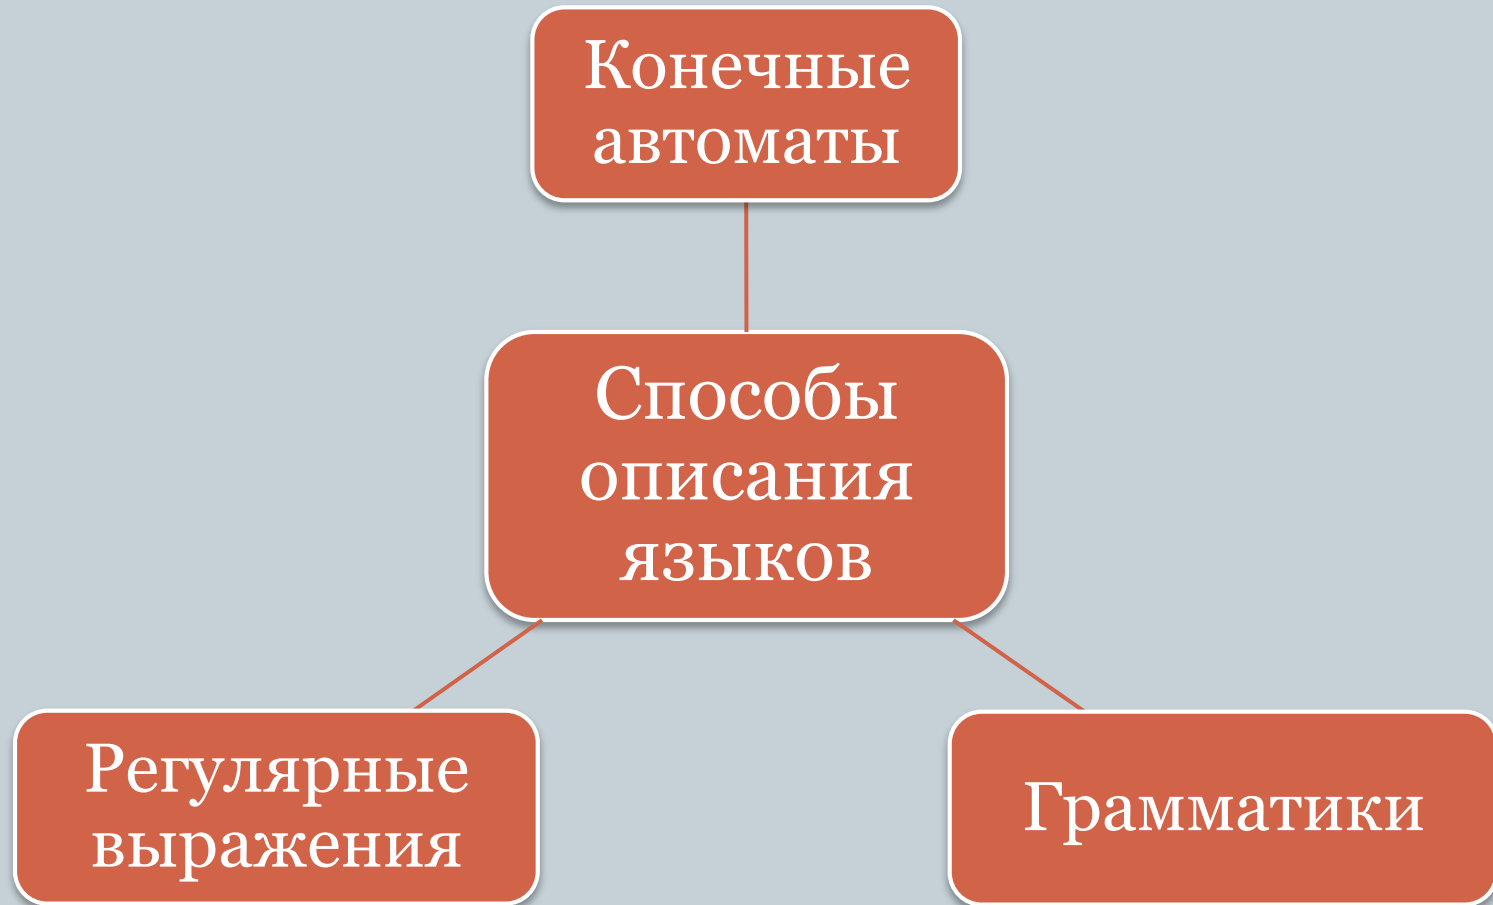 Конечные
автоматы
Способы
описания
языков
Регулярные
выражения
Грамматики